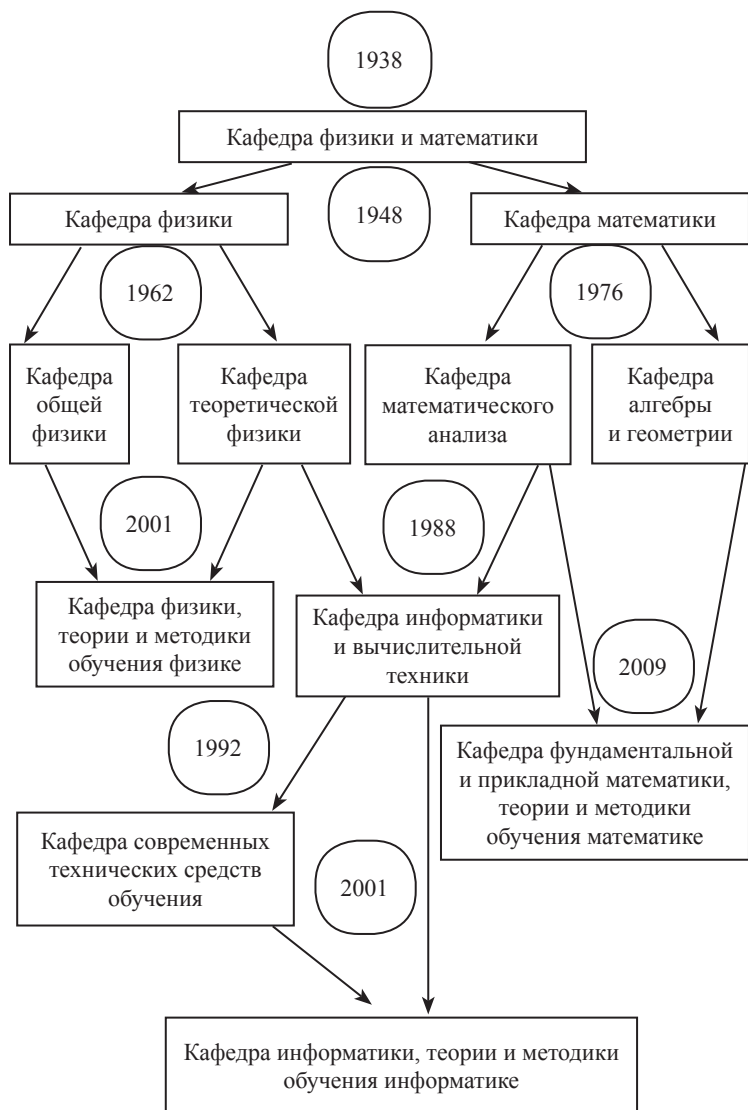 1938
Кафедра физики и математики
Кафедра физики
1948
Кафедра математики
1962
1976
Кафедра
общей
физики
Кафедра
теоретической
физики
Кафедра
математического
анализа
Кафедра
алгебры
и геометрии
2001
1988
Кафедра физики,
теории и методики
обучения физике
Кафедра информатики
и вычислительной
техники
2009
1992
Кафедра фундаментальной
и прикладной математики,
теории и методики
обучения математике
Кафедра современных
технических средств
обучения
2001
Кафедра информатики, теории и методики
обучения информатике